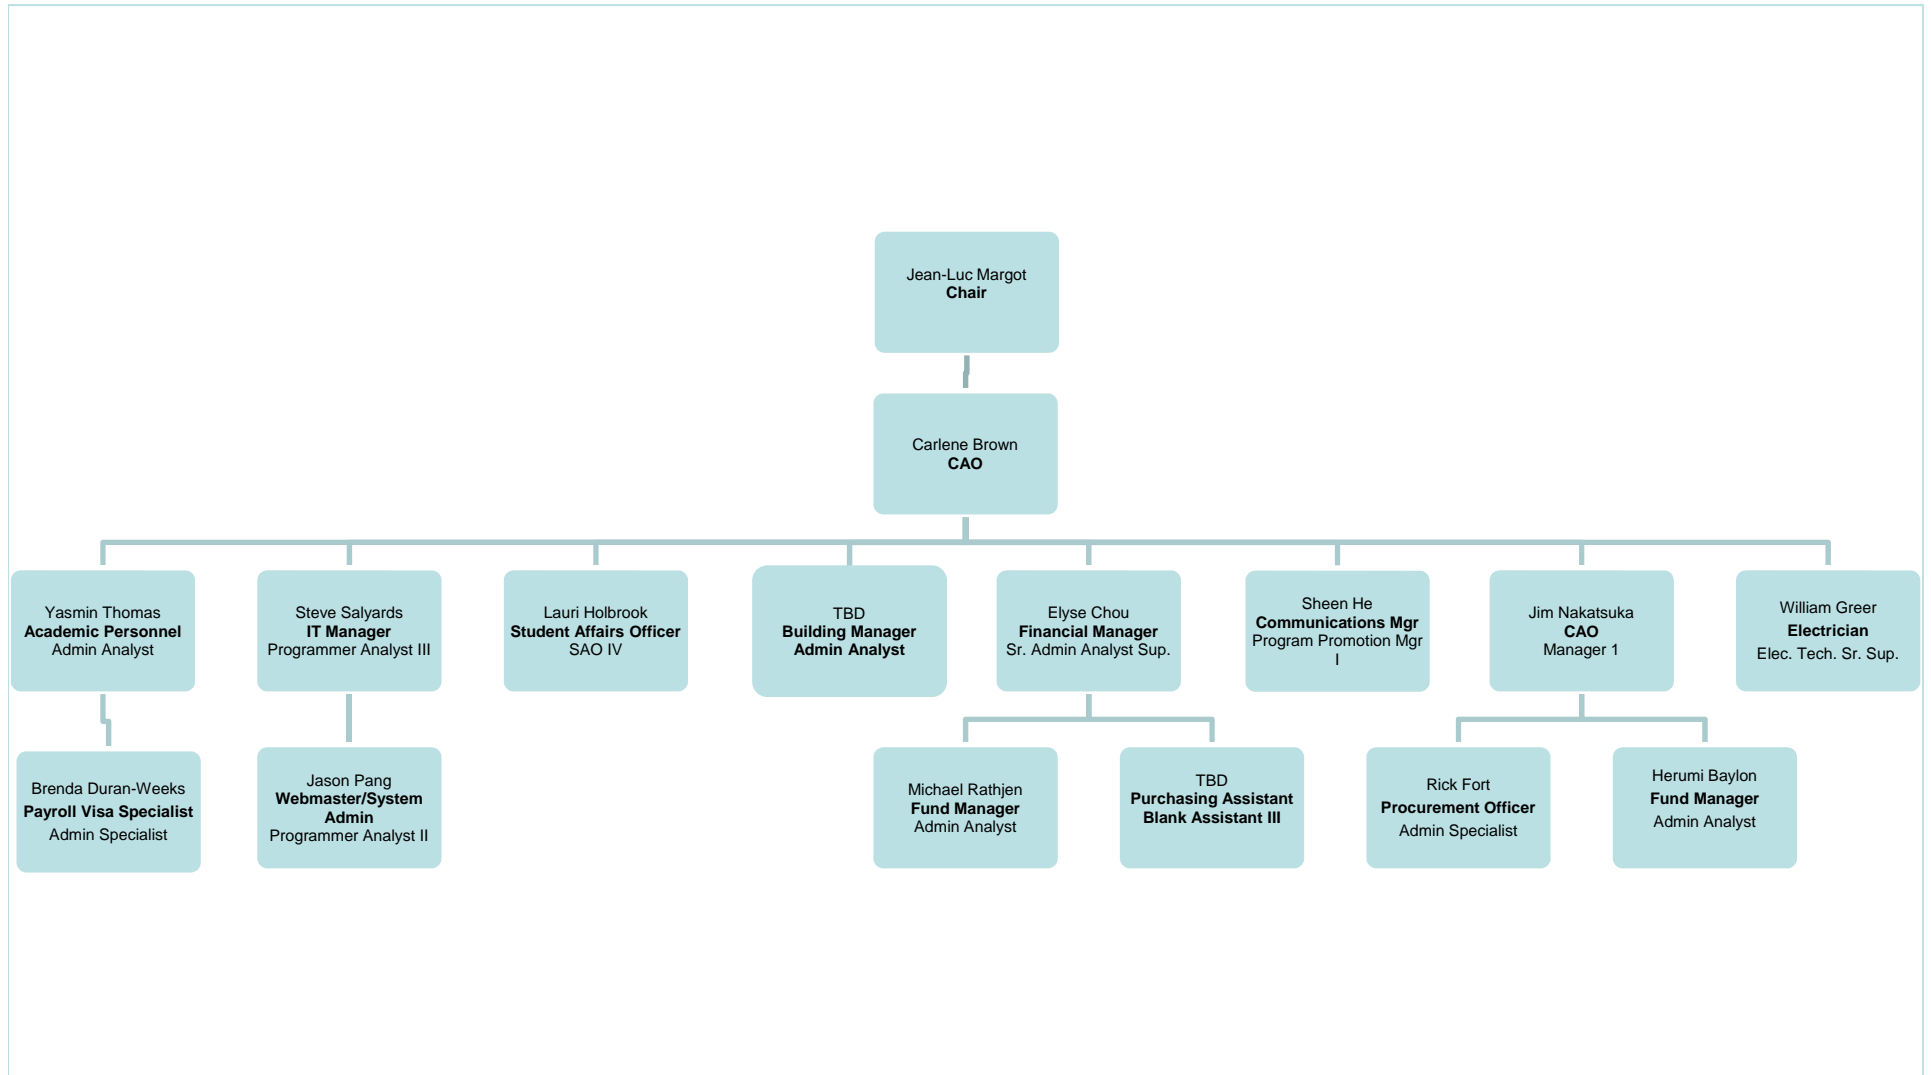 Jean-Luc Margot
Chair
Carlene Brown
CAO
Yasmin Thomas
Academic Personnel
Admin Analyst
Steve Salyards
IT Manager
Programmer Analyst III
Lauri Holbrook
Student Affairs Officer
SAO IV
TBD
Building Manager
Admin Analyst
Elyse Chou
Financial Manager
Sr. Admin Analyst Sup.
Sheen He
Communications Mgr
Program Promotion Mgr
I
Jim Nakatsuka
CAO
Manager 1
William Greer
Electrician
Elec. Tech. Sr. Sup.
Brenda Duran-Weeks
Payroll Visa Specialist
Admin Specialist
Jason Pang
Webmaster/System
Admin
Programmer Analyst II
Michael Rathjen
Fund Manager
Admin Analyst
TBD
Purchasing Assistant
Blank Assistant III
Rick Fort
Procurement Officer
Admin Specialist
Herumi Baylon
Fund Manager
Admin Analyst